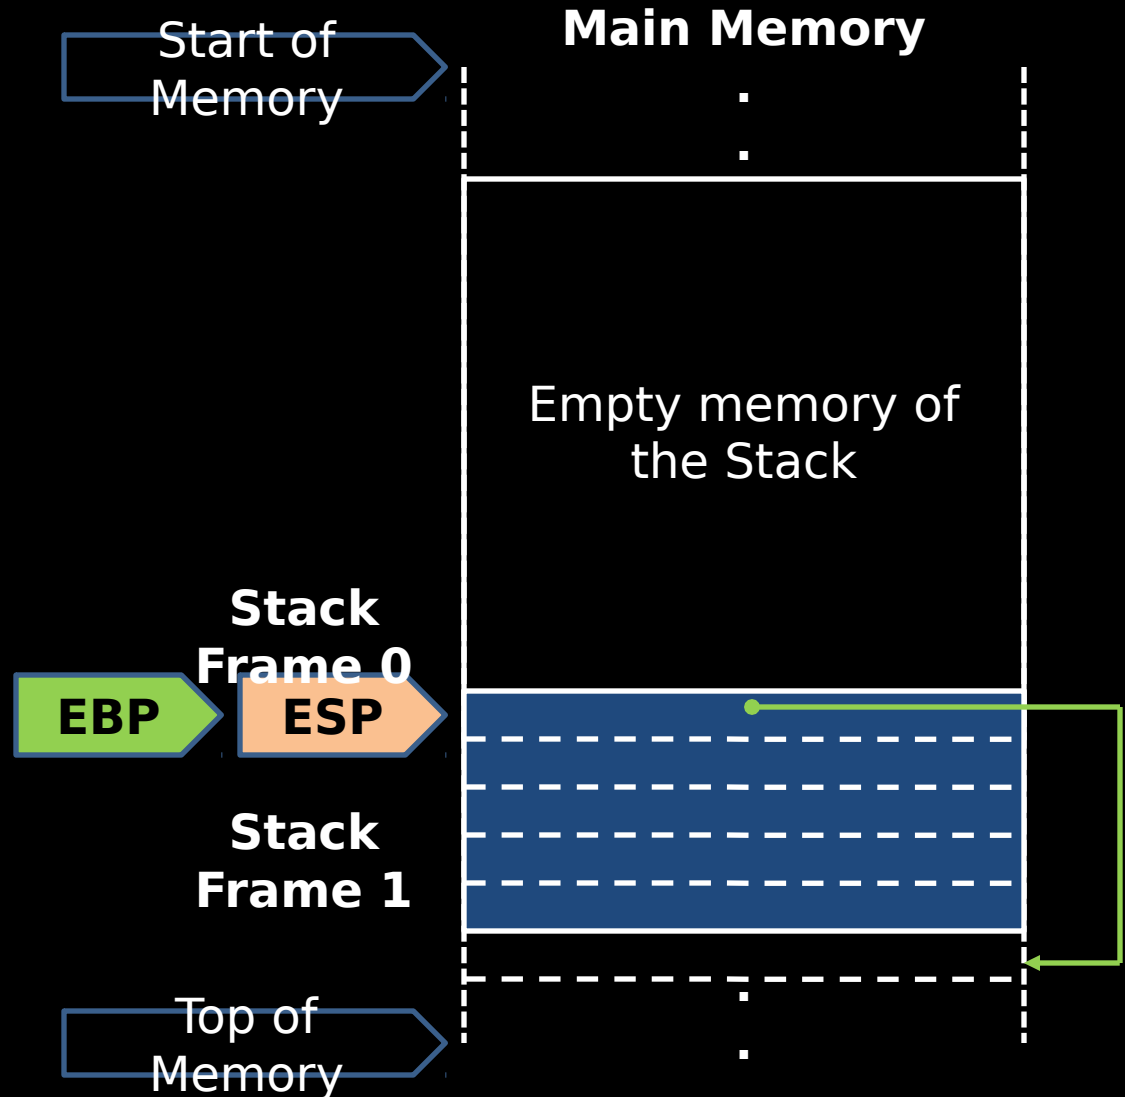 Main Memory
Start of
Memory
.
.
Empty memory of
the Stack
Stack
Frame 0
EBP
ESP
Stack
Frame 1
Top of
Memory
.
.